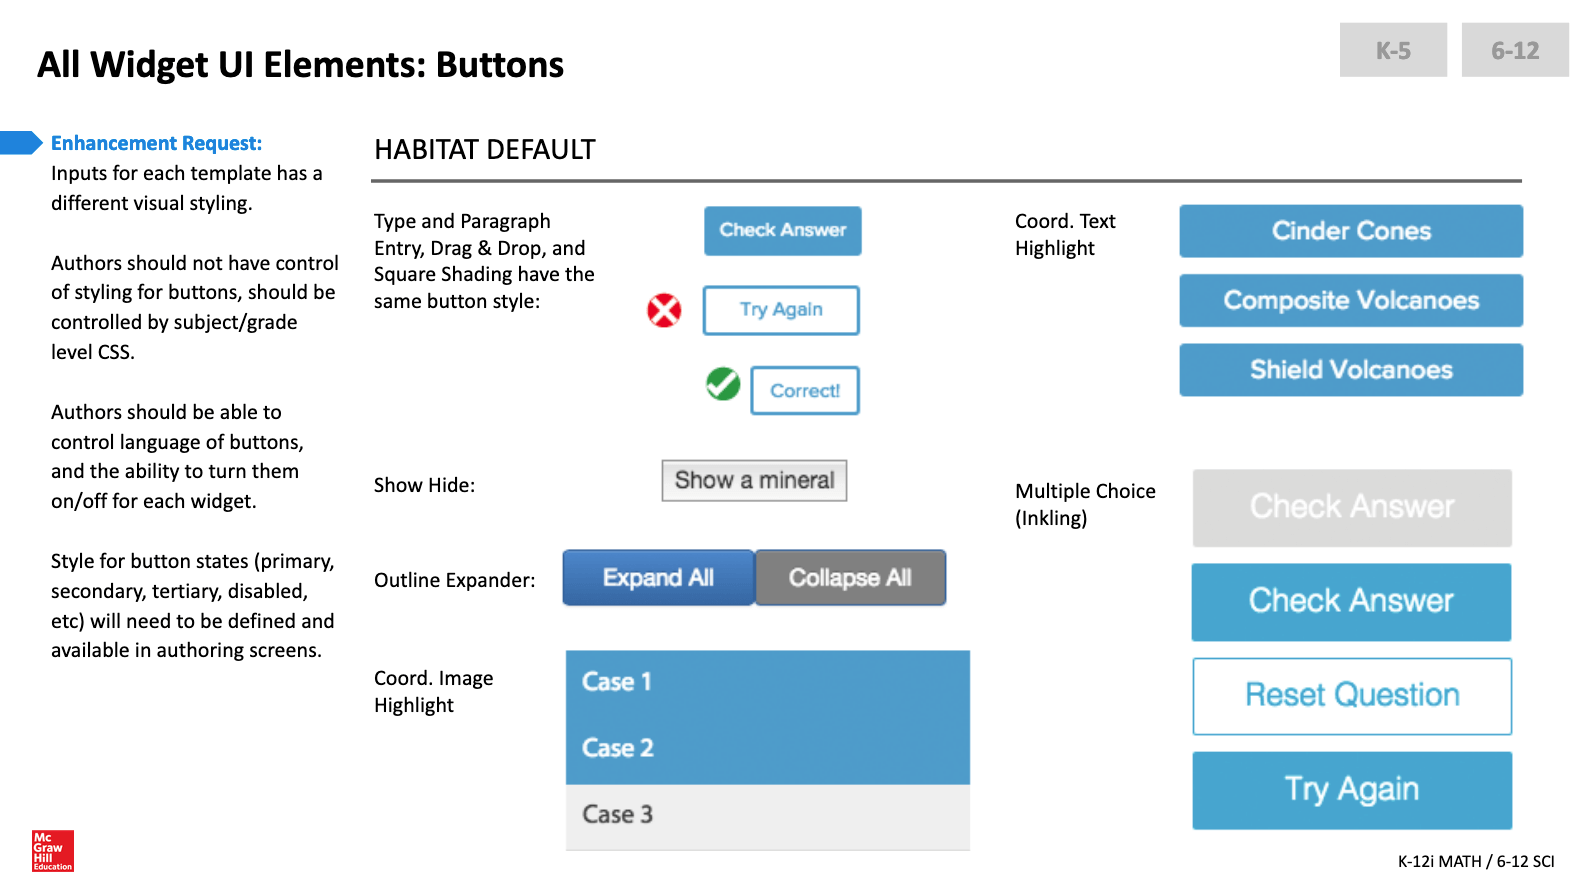 All Widget UI Elements: Buttons
K-5
6-12
Enhancement Request:
Inputs for each template has a
different visual styling.
Authors should not have control
of styling for buttons, should be
controlled by subject/grade
level CSS.
Authors should be able to
control language of buttons,
and the ability to turn them
on/off for each widget.
Style for button states (primary,
secondary, tertiary, disabled,
etc) will need to be defined and
available in authoring screens.
HABITAT DEFAULT
Type and Paragraph
Entry, Drag & Drop, and
Square Shading have the
same button style:
Check Answer
Try Again
Correct!
Show Hide:
Show a mineral
Outline Expander:
Expand All
Collapse All
Coord. Image
Highlight
Case 1
Case 2
Case 3
Coord. Text
Highlight
Cinder Cones
Composite Volcanoes
Shield Volcanoes
Multiple Choice
(Inkling)
Check Answer
Check Answer
Reset Question
Try Again
Mc
Graw
Hill
Education
K-12i MATH / 6-12 SCI